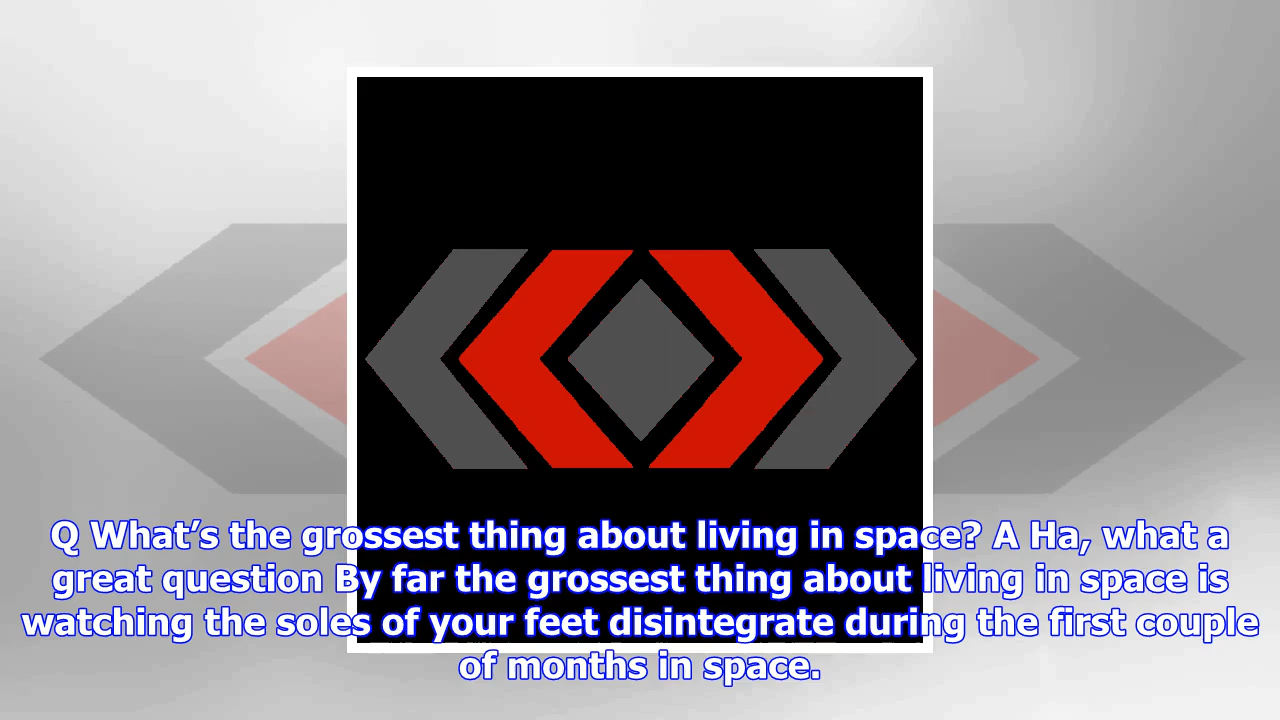 Q What’s the grossest thing about living in space? A Ha, what a
great question By far the grossest thing about living in space is
watching the soles of your feet disintegrate during the first couple
of months in space.